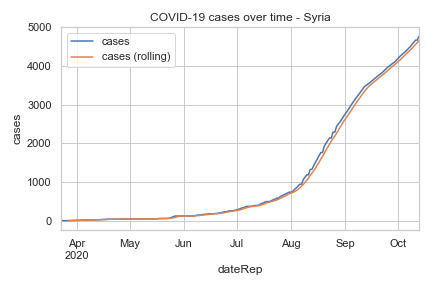 COVID-19 cases over time - Syria
cases
cases (rolling)
5000
4000
3000
2000
1000
0
cases
Apr
2020
May
Jun
Jul
Aug
Sep
Oct
dateRep